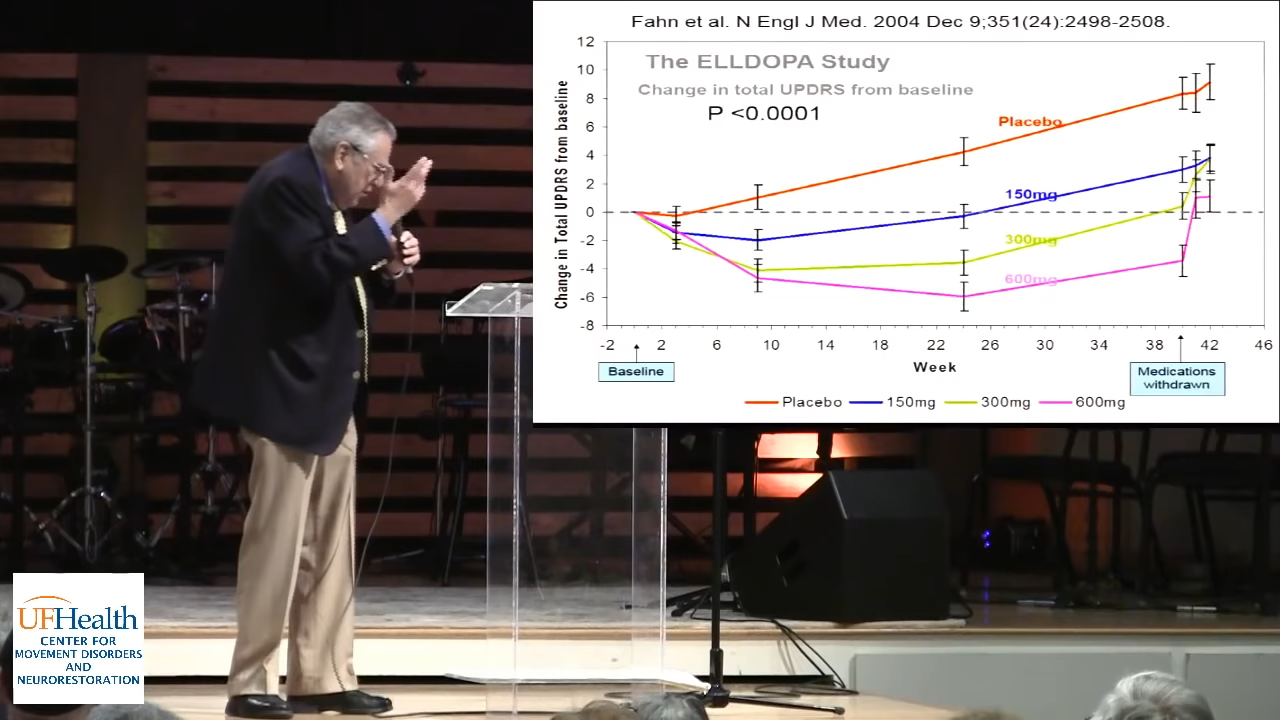 Fahn et al. N Engl J Med. 2004 Dec 9;351(24):2498-2508.
The ELLDOPA Study
Change in total UPDRS from baseline
P <0.0001
Change in Total UPDRS from baseline
12
10
8
6
4
2
0
-2
-4
-6
-8
Placebo
150mg
300mg
600mg
-2 2 6 10 14 18 22 26 30 34 38 42 46
Week
Baseline
Medications
withdrawn
Placebo 150mg 300mg 600mg
UFHealth
CENTER FOR
MOVEMENT DISORDERS
AND
NEURORESTORATION